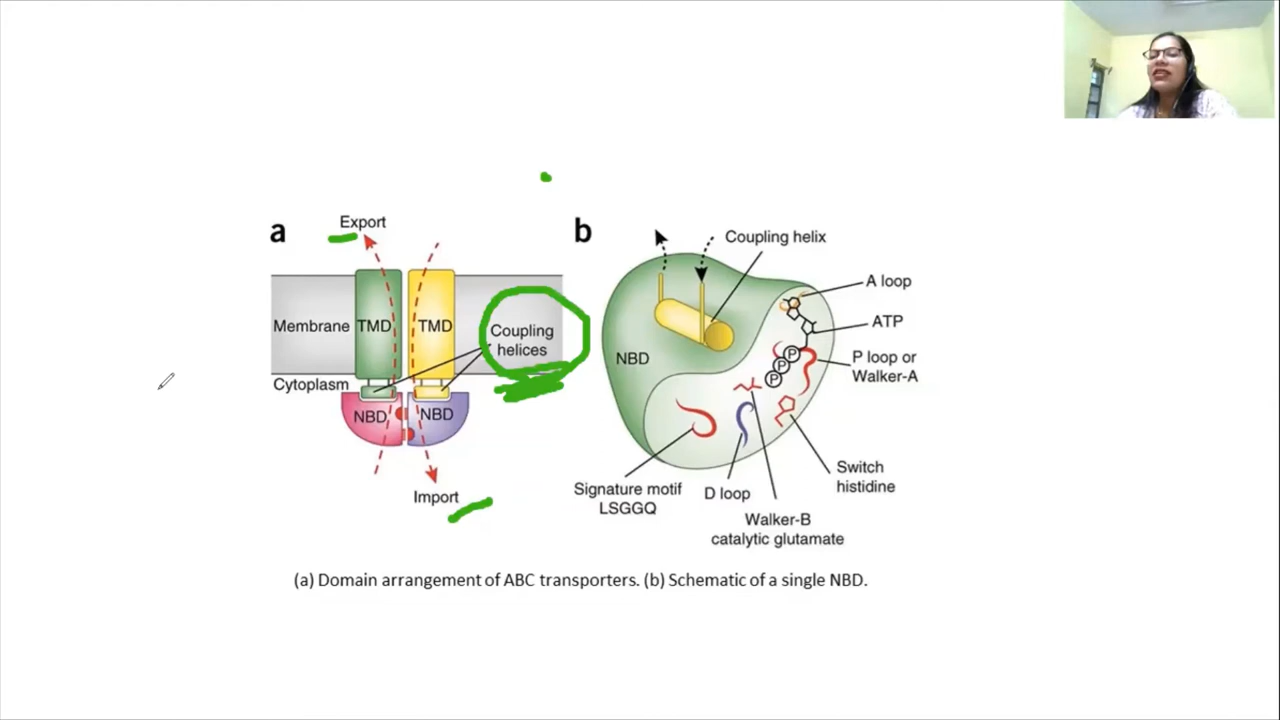 a
Export
Membrane
TMD
TMD
Coupling
helices
Cytoplasm
NBD
NBD
Import
b
Coupling helix
A loop
ATP
NBD
P
P
P
P loop or
Walker-A
Switch
histidine
Signature motif
LSGGQ
D loop
Walker-B
catalytic glutamate
(a) Domain arrangement of ABC transporters. (b) Schematic of a single NBD.